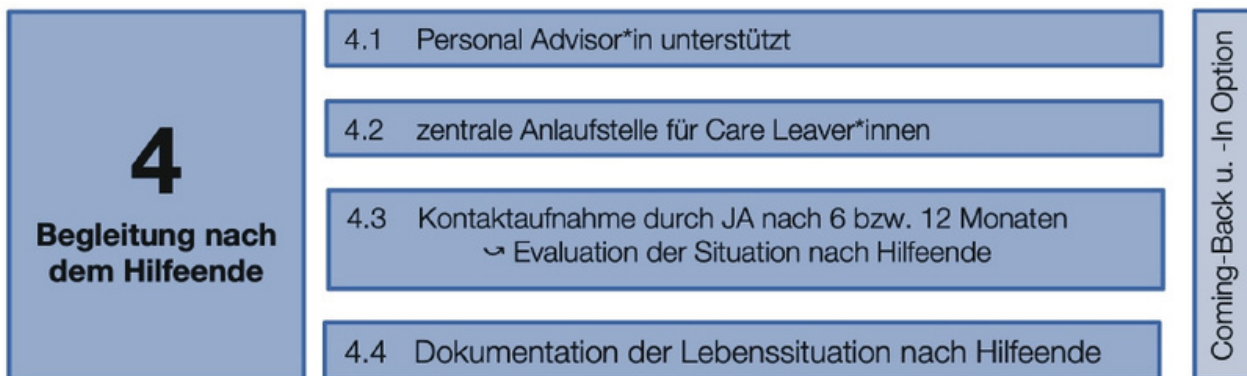 4
Begleitung nach
dem Hilfeende
4.1 Personal Advisor*in unterstützt
4.2 zentrale Anlaufstelle für Care Leaver*innen
4.3 Kontaktaufnahme durch JA nach 6 bzw. 12 Monaten
⤻ Evaluation der Situation nach Hilfeende
4.4 Dokumentation der Lebenssituation nach Hilfeende
Coming-Back u. -In Option